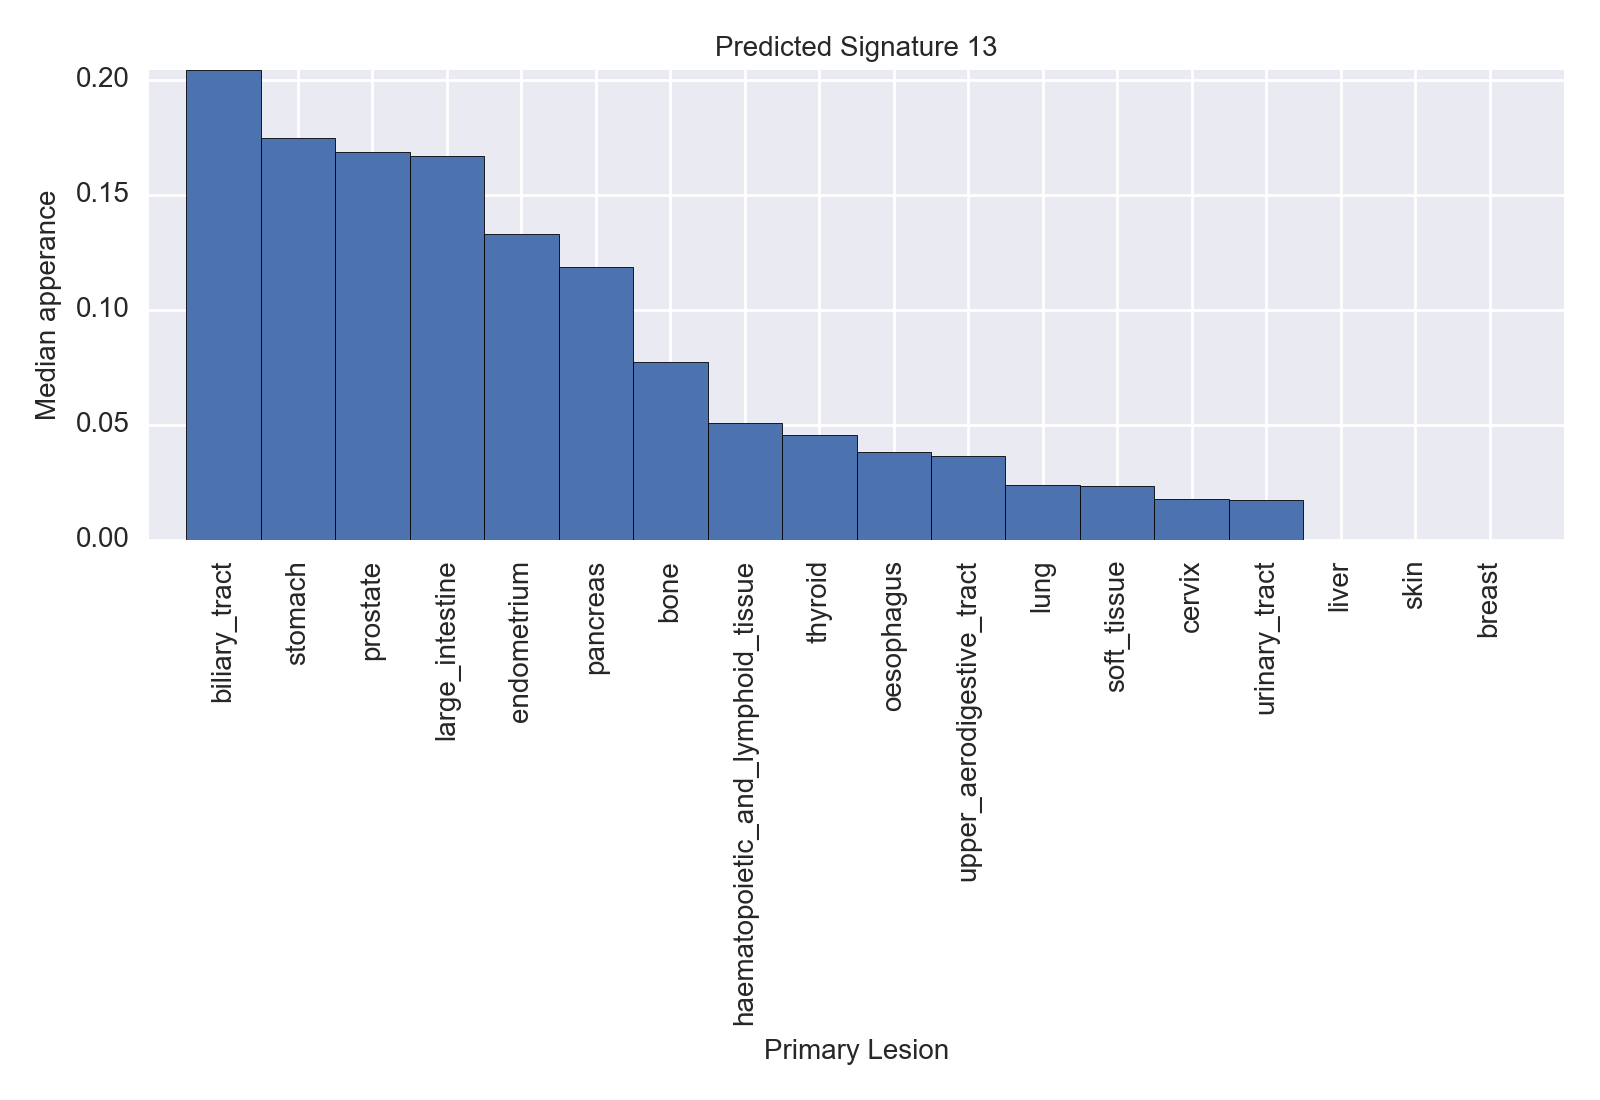 Predicted Signature 13
0.20
0.15
0.10
0.05
0.00
Median apperance
biliary_tract
stomach
prostate
large_intestine
endometrium
pancreas
bone
haematopoietic_and_lymphoid_tissue
thyroid
oesophagus
upper_aerodigestive_tract
lung
soft_tissue
cervix
urinary_tract
liver
skin
breast
Primary Lesion